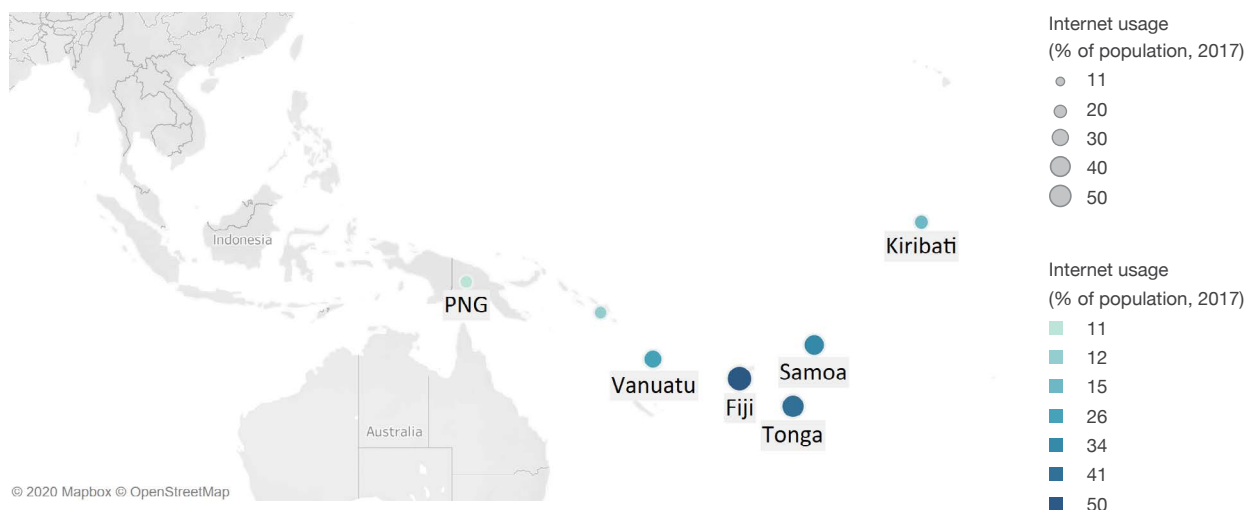 Internet usage
(% of population, 2017)
11
20
30
40
50
Indonesia
Kiribati
PNG
Vanuatu
Samoa
Fiji
Tonga
Australia
Internet usage
(% of population, 2017)
11
12
15
26
34
41
50
© 2020 Mapbox © OpenStreetMap